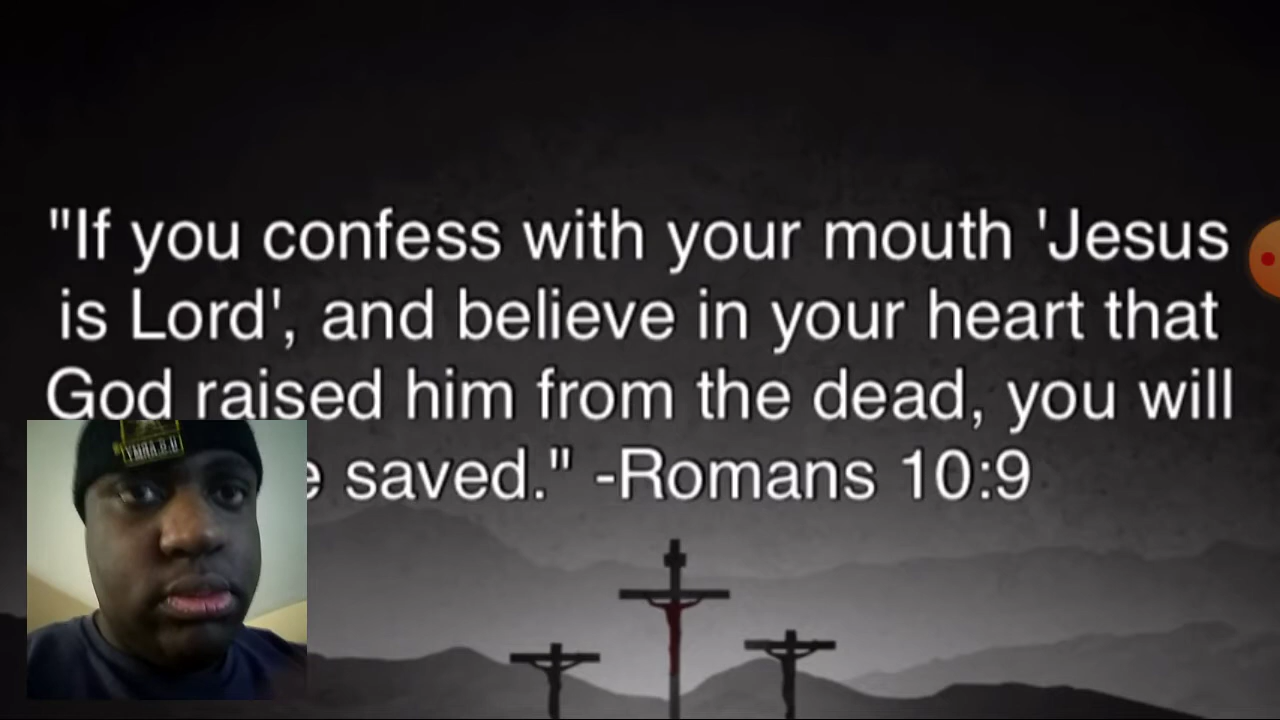 "If you confess with your mouth 'Jesus
is Lord', and believe in your heart that
God raised him from the dead, you will
saved." -Romans 10:9